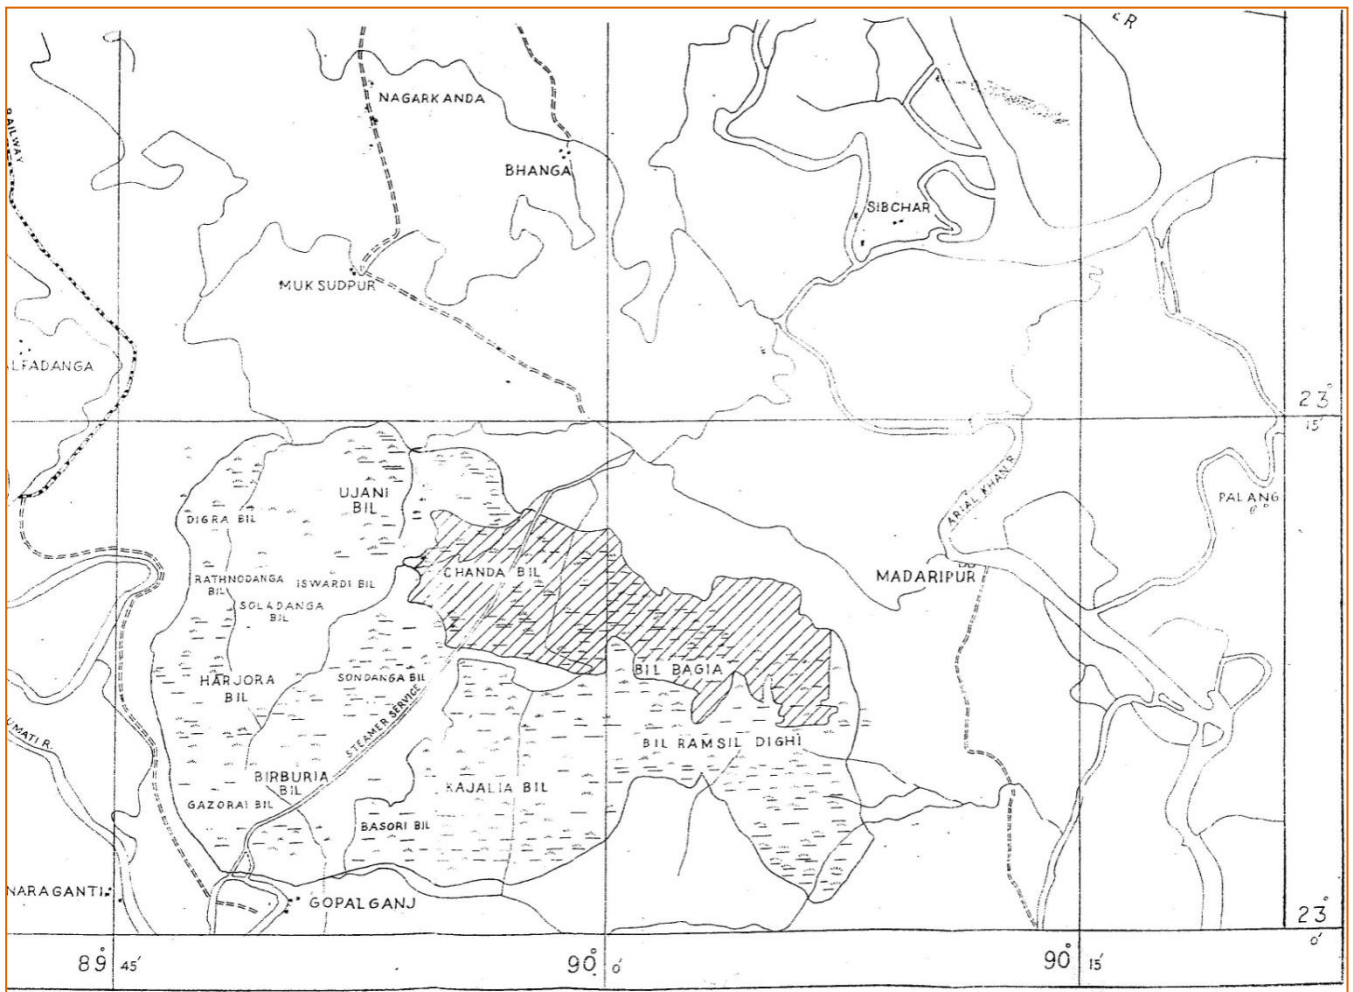 ER
RAILWAY
NAGARKANDA
BHANGA
SIBCHAR
MUKSUDPUR
ALFADANGA
23°
15'
UJANI
BIL
DIGRA BIL
ARIAL KHAN R.
PALANG
CHANDA BIL
RATHNODANGA
BIL
ISWARDI BIL
MADARIPUR
SOLADANGA
BIL
HARJORA
BIL
SONDANGA BIL
BIL BAGIA
STEAMER SERVICE
UMATI R.
BIL RAMSIL DIGHI
BIRBURIA
BIL
KAJALIA BIL
GAZORAI BIL
BASORI BIL
NARAGANTI
GOPALGANJ
23°
0'
89° 45'
90° 0'
90° 15'